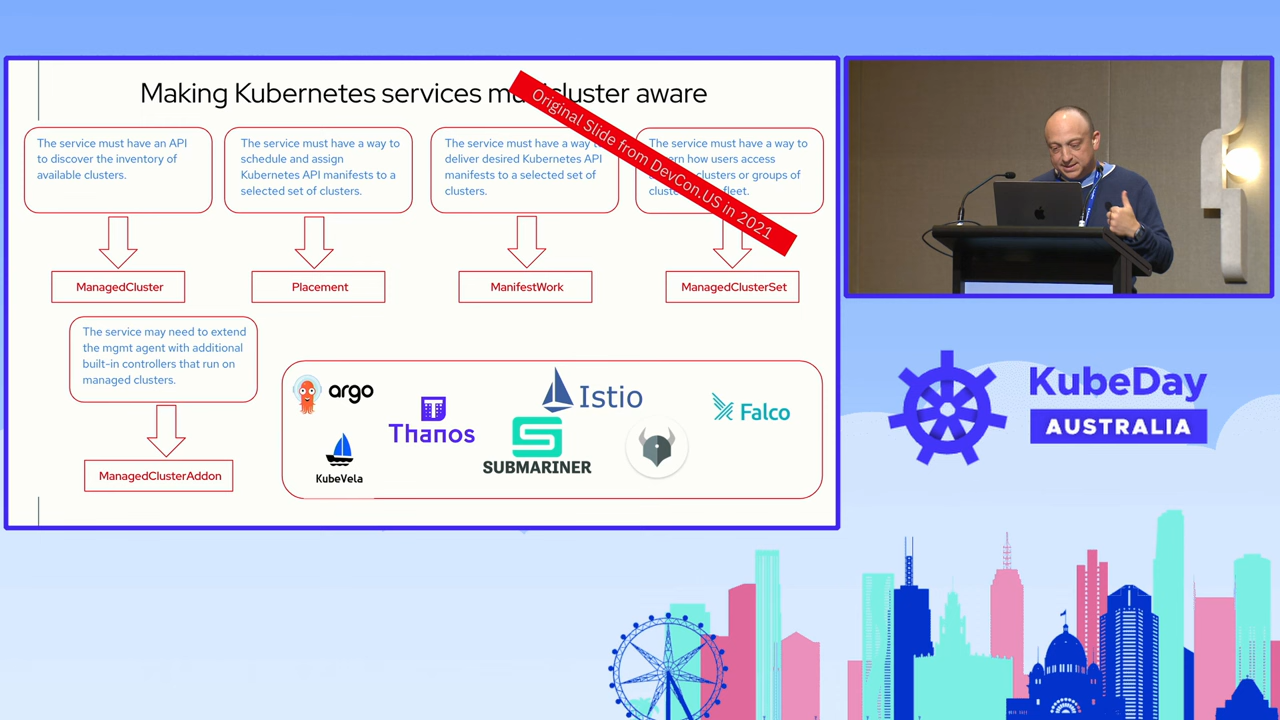 Making Kubernetes services mu cluster aware
Original Slide from DevCon.US in 2021
The service must have an API
to discover the inventory of
available clusters.
The service must have a way to
schedule and assign
Kubernetes API manifests to a
selected set of clusters.
The service must have a way to
deliver desired Kubernetes API
manifests to a selected set of
clusters.
The service must have a way to
how users access
clusters or groups of
fleet.
ManagedCluster
Placement
ManifestWork
ManagedClusterSet
The service may need to extend
the mgmt agent with additional
built-in controllers that run on
managed clusters.
ManagedClusterAddon
argo
Thanos
Istio
Falco
KubeVela
SUBMARINER
KubeDay
AUSTRALIA